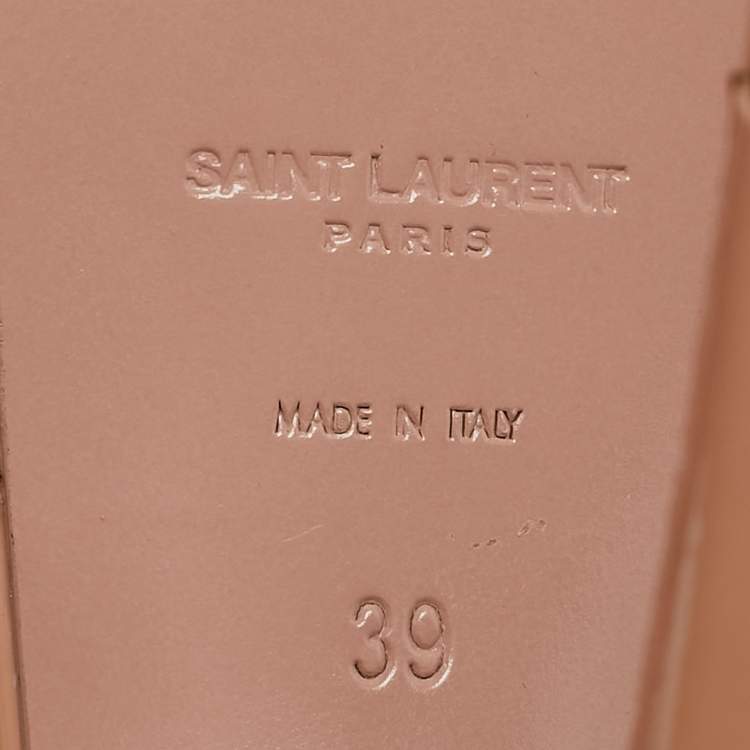 SAINT LAURENT
PARIS
MADE IN ITALY
39